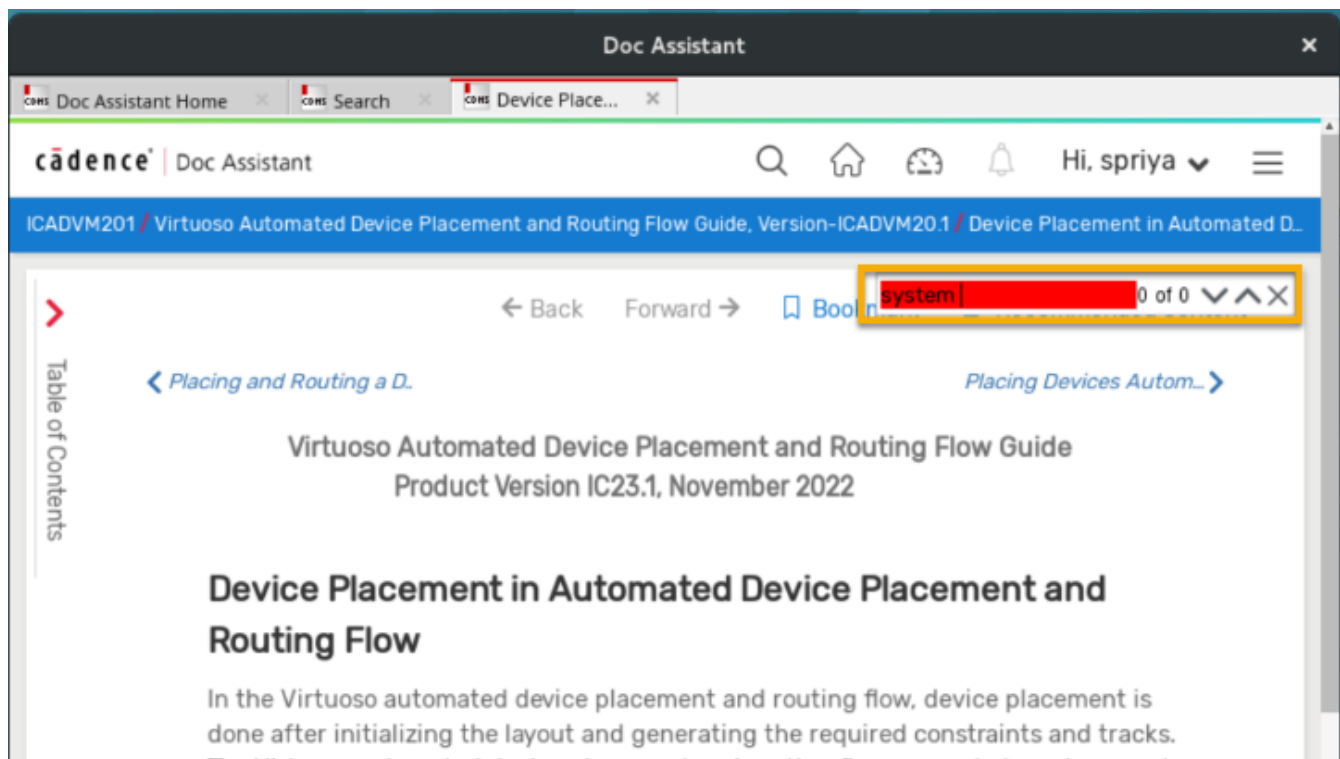 Doc Assistant
CDMS Doc Assistant Home CDMS Search CDMS Device Place...
cādence Doc Assistant Hi, spriya
ICADVM201 / Virtuoso Automated Device Placement and Routing Flow Guide, Version-ICADVM20.1 / Device Placement in Automated D...
← Back Forward →
system 0 of 0
Table of Contents
Placing and Routing a D.. Placing Devices Autom...
Virtuoso Automated Device Placement and Routing Flow Guide
Product Version IC23.1, November 2022
Device Placement in Automated Device Placement and
Routing Flow
In the Virtuoso automated device placement and routing flow, device placement is
done after initializing the layout and generating the required constraints and tracks.